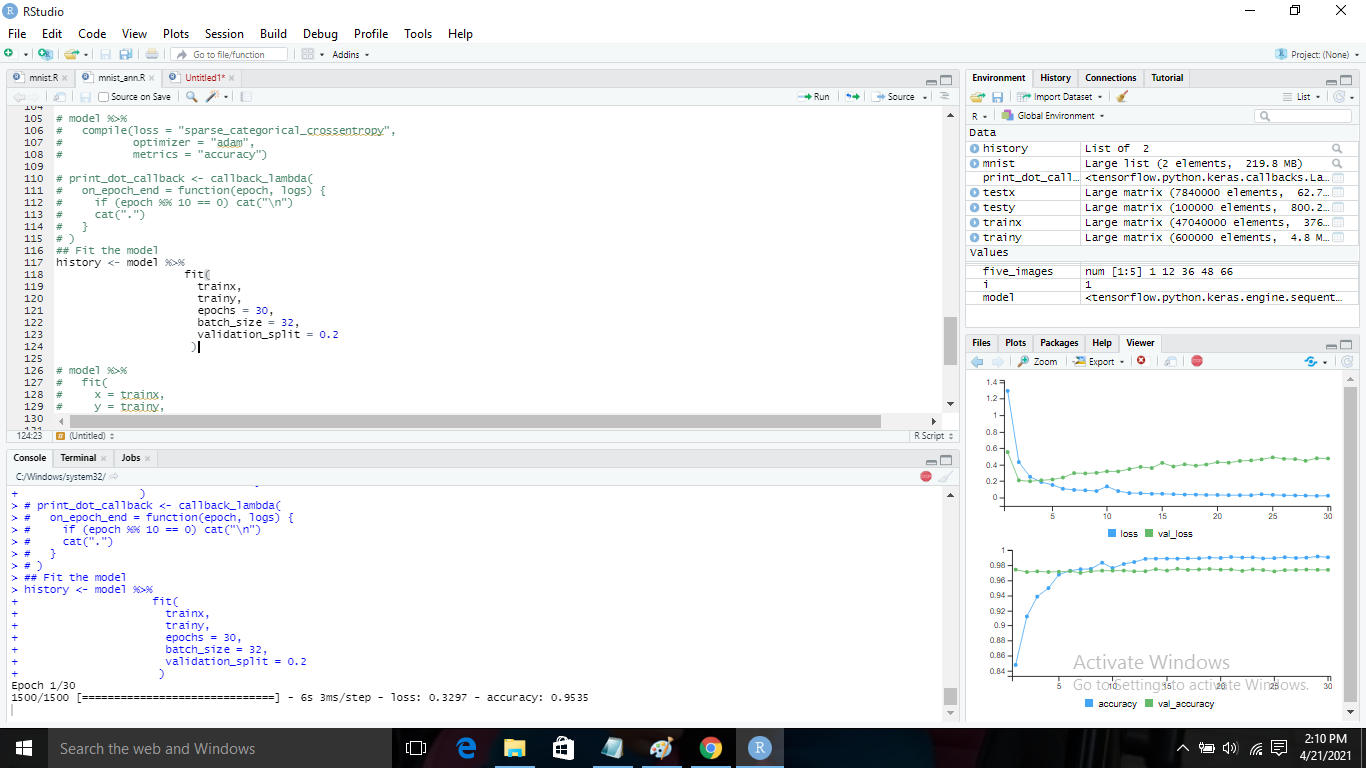 RStudio
File Edit Code View Plots Session Build Debug Profile Tools Help
Go to file/function Addins Project: (None)
mnist.R mnist_ann.R Untitled1*
Source on Save Run Source
104
105 # model %>%
106 #   compile(loss = "sparse_categorical_crossentropy",
107 #           optimizer = "adam",
108 #           metrics = "accuracy")
109
110 # print_dot_callback <- callback_lambda(
111 #   on_epoch_end = function(epoch, logs) {
112 #     if (epoch %% 10 == 0) cat("\n")
113 #     cat(".")
114 #   }
115 # )
116 ## Fit the model
117 history <- model %>%
118                     fit(
119                       trainx,
120                       trainy,
121                       epochs = 30,
122                       batch_size = 32,
123                       validation_split = 0.2
124                      )
125
126 # model %>%
127 #   fit(
128 #     x = trainx,
129 #     y = trainy,
130
131
124:23 # (Untitled) R Script
Console Terminal Jobs
C:/Windows/system32/
+                    )
> # print_dot_callback <- callback_lambda(
> #   on_epoch_end = function(epoch, logs) {
> #     if (epoch %% 10 == 0) cat("\n")
> #     cat(".")
> #   }
> # )
> ## Fit the model
> history <- model %>%
+                     fit(
+                       trainx,
+                       trainy,
+                       epochs = 30,
+                       batch_size = 32,
+                       validation_split = 0.2
+                      )
Epoch 1/30
1500/1500 [==============================] - 6s 3ms/step - loss: 0.3297 - accuracy: 0.9535
Environment History Connections Tutorial
Import Dataset List
R Global Environment
Data
history List of 2
mnist Large list (2 elements, 219.8 MB)
print_dot_call… <tensorflow.python.keras.callbacks.La…
testx Large matrix (7840000 elements, 62.7…
testy Large matrix (100000 elements, 800.2…
trainx Large matrix (47040000 elements, 376…
trainy Large matrix (600000 elements, 4.8 M…
Values
five_images num [1:5] 1 12 36 48 66
i 1
model <tensorflow.python.keras.engine.sequent…
Files Plots Packages Help Viewer
Zoom Export
1.4
1.2
1
0.8
0.6
0.4
0.2
0
5 10 15 20 25 30
loss val_loss
1
0.98
0.96
0.94
0.92
0.9
0.88
0.86
0.84
5 10 15 20 25 30
accuracy val_accuracy
Activate Windows
Go to Settings to activate Windows.
Search the web and Windows
2:10 PM
4/21/2021